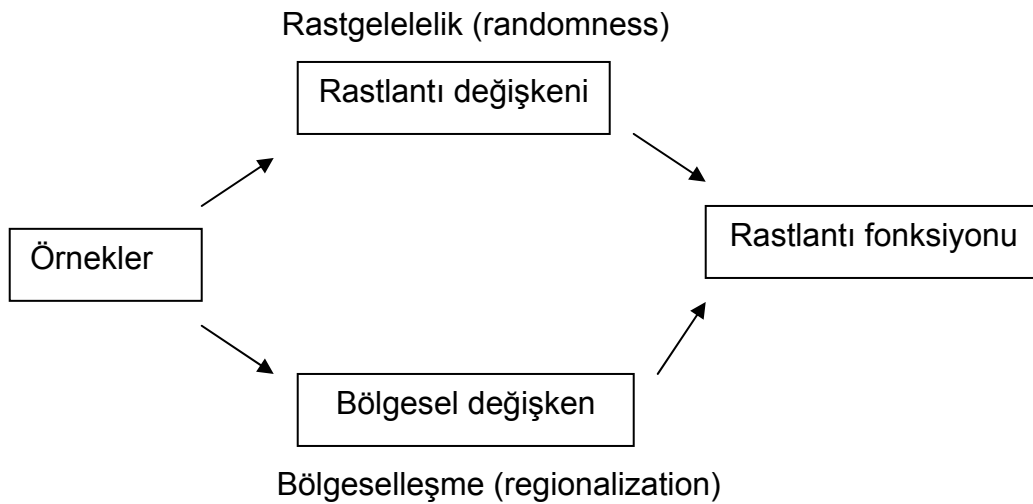 Rastgelelelik (randomness)
Rastlantı değişkeni
Rastlantı fonksiyonu
Örnekler
Bölgesel değişken
Bölgeselleşme (regionalization)